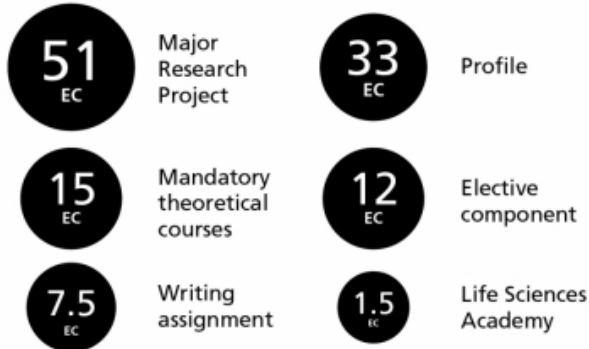 51
EC
Major
Research
Project
33
EC
Profile
15
EC
Mandatory
theoretical
courses
12
EC
Elective
component
7.5
EC
Writing
assignment
1.5
EC
Life Sciences
Academy